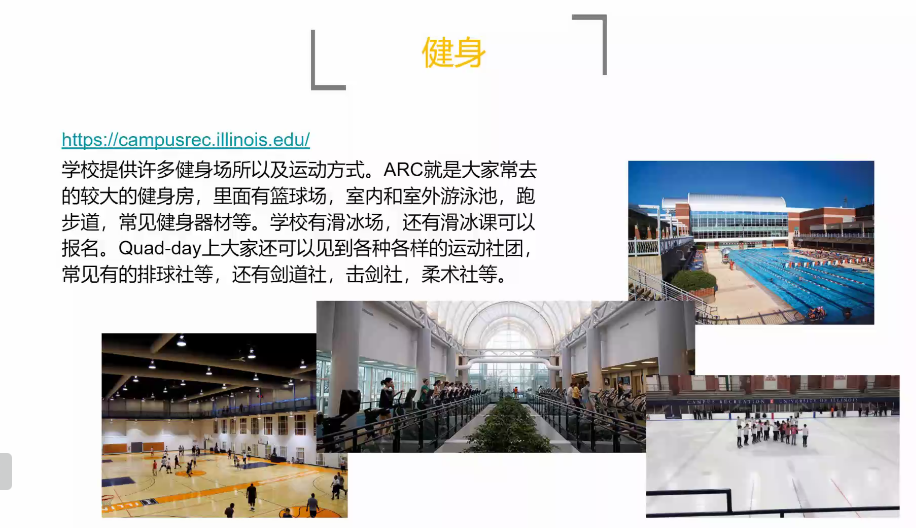 健身
https://campusrec.illinois.edu/
学校提供许多健身场所以及运动方式。ARC就是大家常去
的较大的健身房，里面有篮球场，室内和室外游泳池，跑
步道，常见健身器材等。学校有滑冰场，还有滑冰课可以
报名。Quad-day上大家还可以见到各种各样的运动社团，
常见有的排球社等，还有剑道社，击剑社，柔术社等。